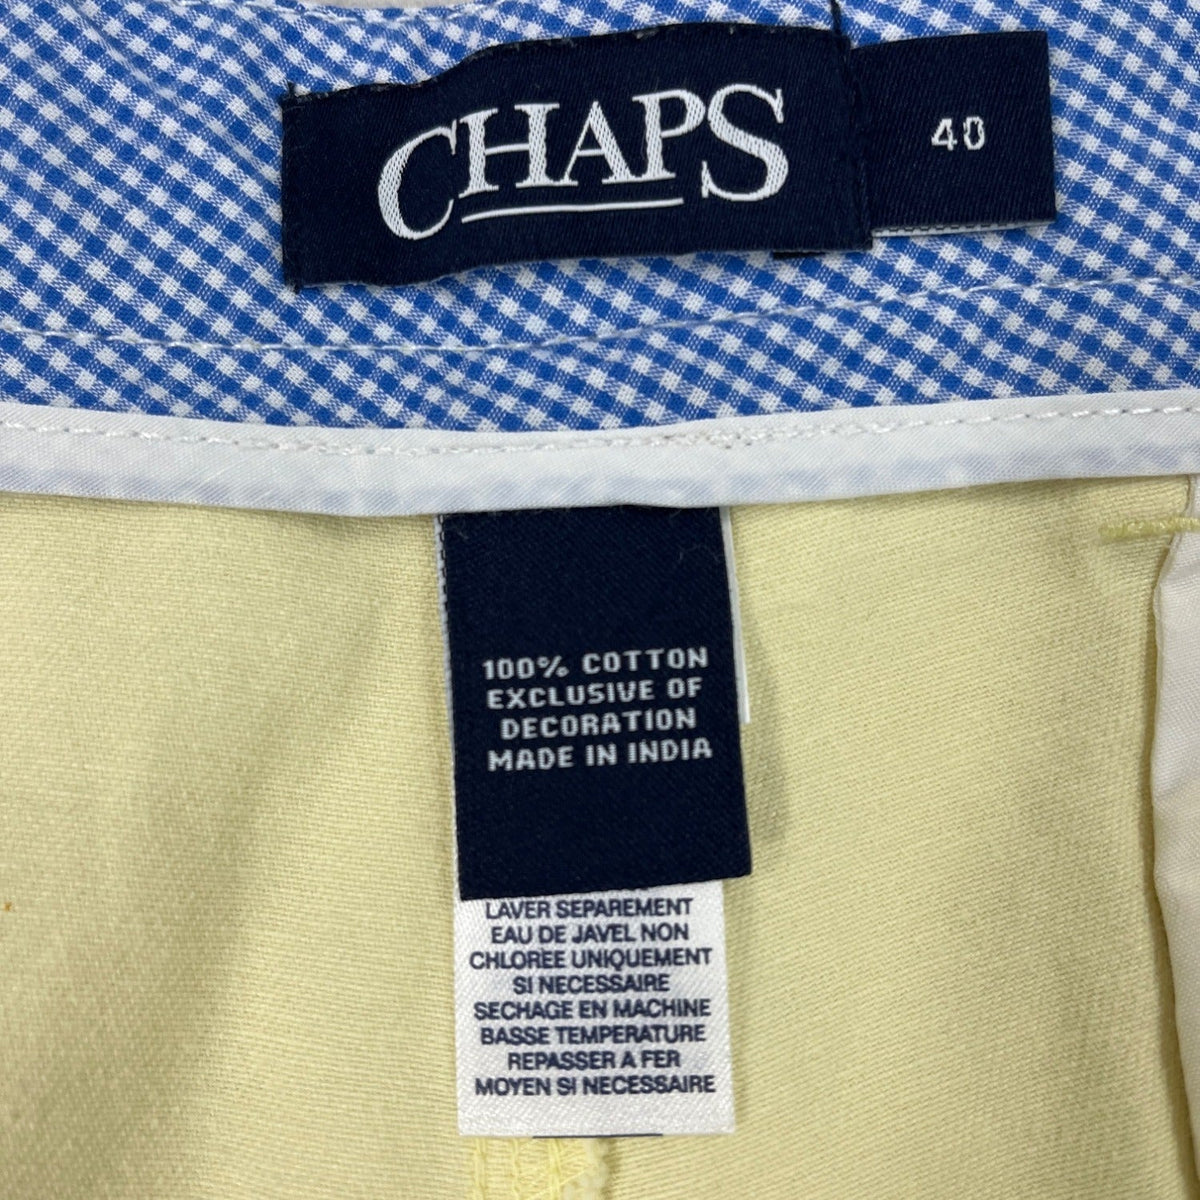 CHAPS
40
100% COTTON
EXCLUSIVE OF
DECORATION
MADE IN INDIA
LAVER SEPAREMENT
EAU DE JAVEL NON
CHLORÉE UNIQUEMENT
SI NECESSAIRE
SECHAGE EN MACHINE
BASSE TEMPERATURE
REPASSER A FER
MOYEN SI NECESSAIRE